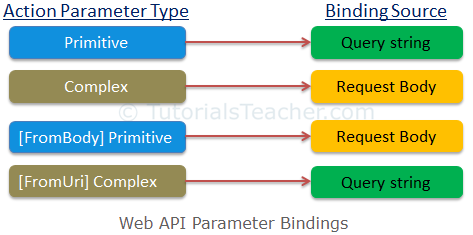 Action Parameter Type Binding Source
Primitive Query string
Complex Request Body
© TutorialsTeacher.com
[FromBody] Primitive Request Body
[FromUri] Complex Query string
Web API Parameter Bindings